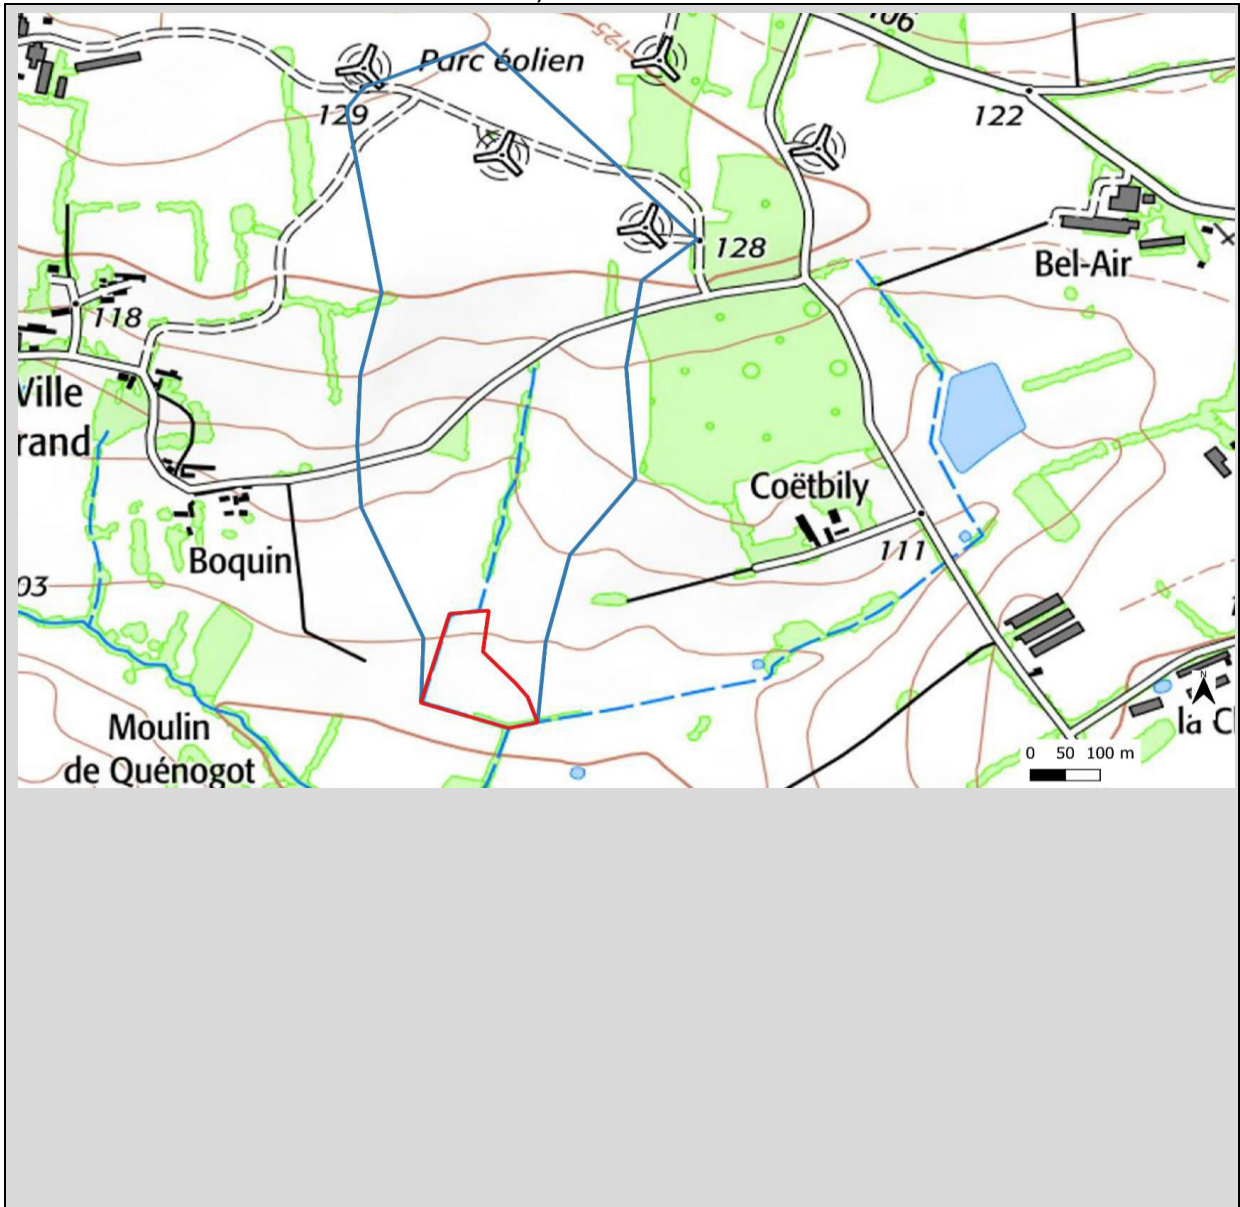 106
125
Parc éolien
129
122
128
Bel-Air
118
Ville
rand
Coëtbily
111
Boquin
03
Moulin
de Quénogot
N
la C
0 50 100 m